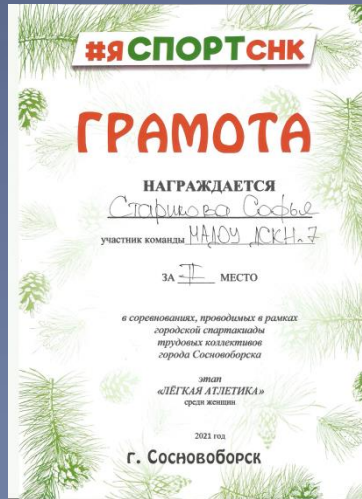 #ЯСПОРТСНК
ГРАМОТА
НАГРАЖДАЕТСЯ
Старикова Софья
участник команды МАДОУ ДСКН-7
ЗА II МЕСТО
в соревнованиях, проводимых в рамках
городской спартакиады
трудовых коллективов
города Сосновоборска
этап
«ЛЁГКАЯ АТЛЕТИКА»
среди женщин
2021 год
г. Сосновоборск